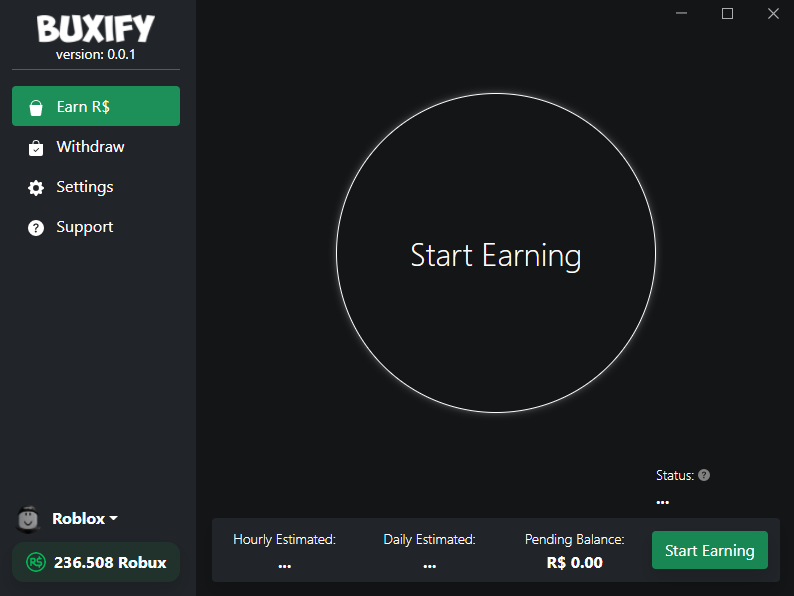 BUXIFY
version: 0.0.1
Earn R$
Withdraw
Settings
Support
Start Earning
Status: ?
...
Roblox
R$ 236.508 Robux
Hourly Estimated:
...
Daily Estimated:
...
Pending Balance:
R$ 0.00
Start Earning